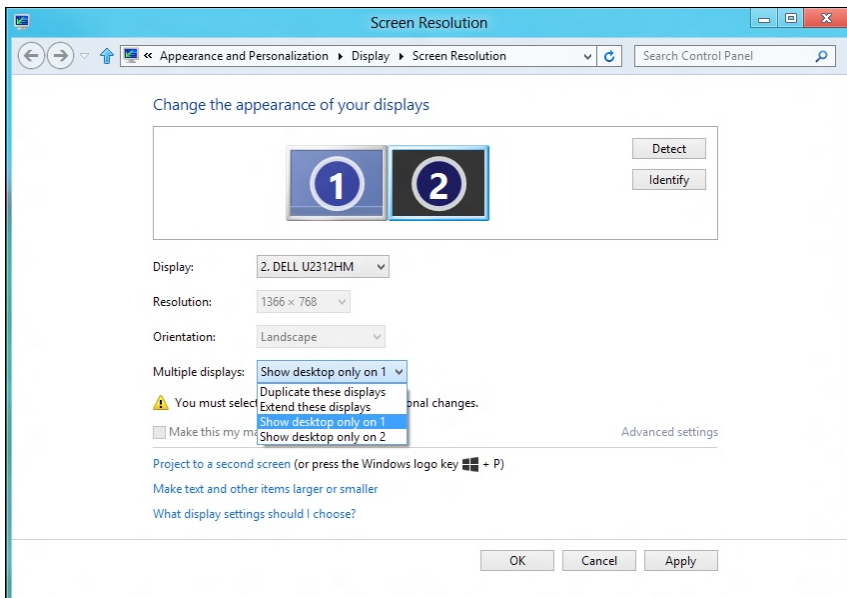 Screen Resolution
« Appearance and Personalization ▸ Display ▸ Screen Resolution
Search Control Panel
Change the appearance of your displays
1
2
Detect
Identify
Display: 2. DELL U2312HM
Resolution: 1366 × 768
Orientation: Landscape
Multiple displays: Show desktop only on 1
Duplicate these displays
You must select
Extend these displays
changes.
Show desktop only on 1
Make this my
Show desktop only on 2
Advanced settings
Project to a second screen (or press the Windows logo key + P)
Make text and other items larger or smaller
What display settings should I choose?
OK
Cancel
Apply